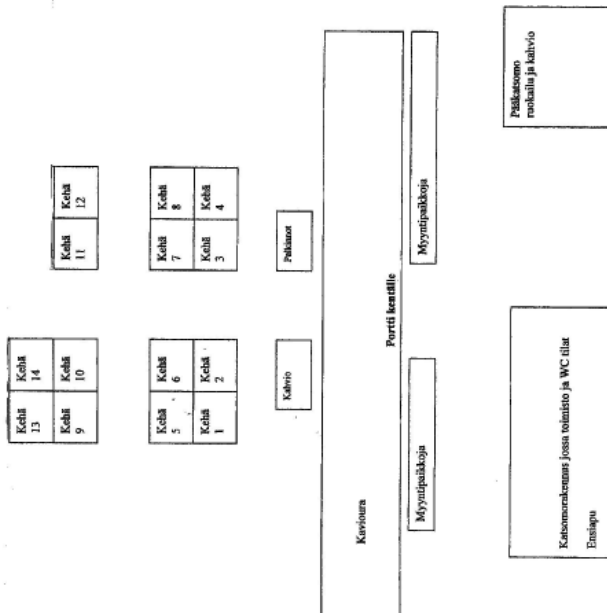 Kehä
13
Kehä
14
Kehä
9
Kehä
10
Kehä
11
Kehä
12
Kehä
5
Kehä
6
Kehä
7
Kehä
8
Kehä
1
Kehä
2
Kehä
3
Kehä
4
Kahvio
Palkinnot
Kavioura
Portti kentälle
Myyntipaikkoja
Myyntipaikkoja
Katsomorakennus jossa toimisto ja WC tilat
Ensiapu
Pääkatsomo
ruokailu ja kahvio